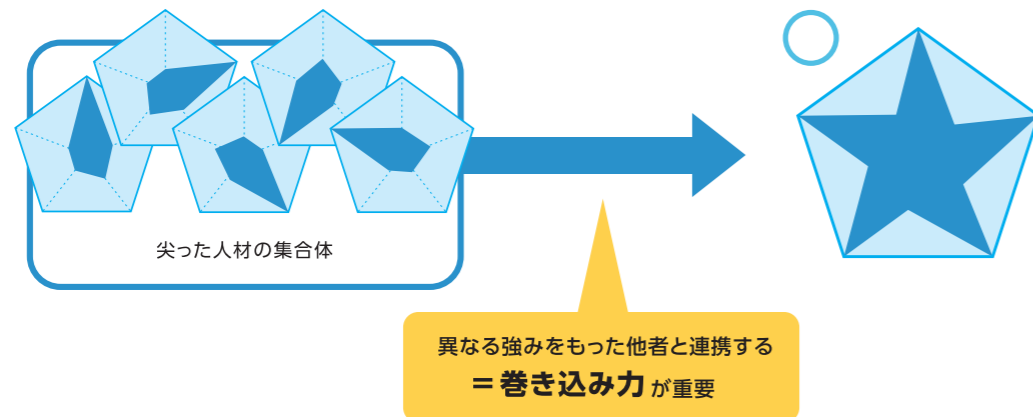 尖った人材の集合体
異なる強みをもった他者と連携する
＝巻き込み力が重要